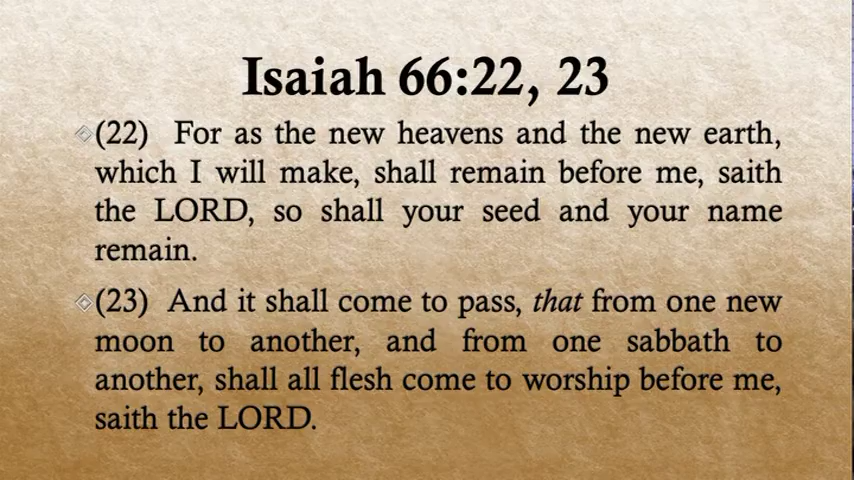 Isaiah 66:22, 23
(22) For as the new heavens and the new earth,
which I will make, shall remain before me, saith
the LORD, so shall your seed and your name
remain.
(23) And it shall come to pass, that from one new
moon to another, and from one sabbath to
another, shall all flesh come to worship before me,
saith the LORD.